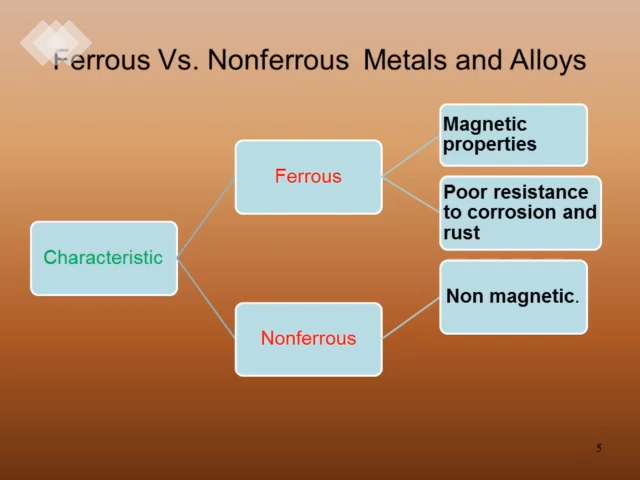 Ferrous Vs. Nonferrous Metals and Alloys
Magnetic
properties
Ferrous
Poor resistance
to corrosion and
rust
Characteristic
Non magnetic.
Nonferrous
5